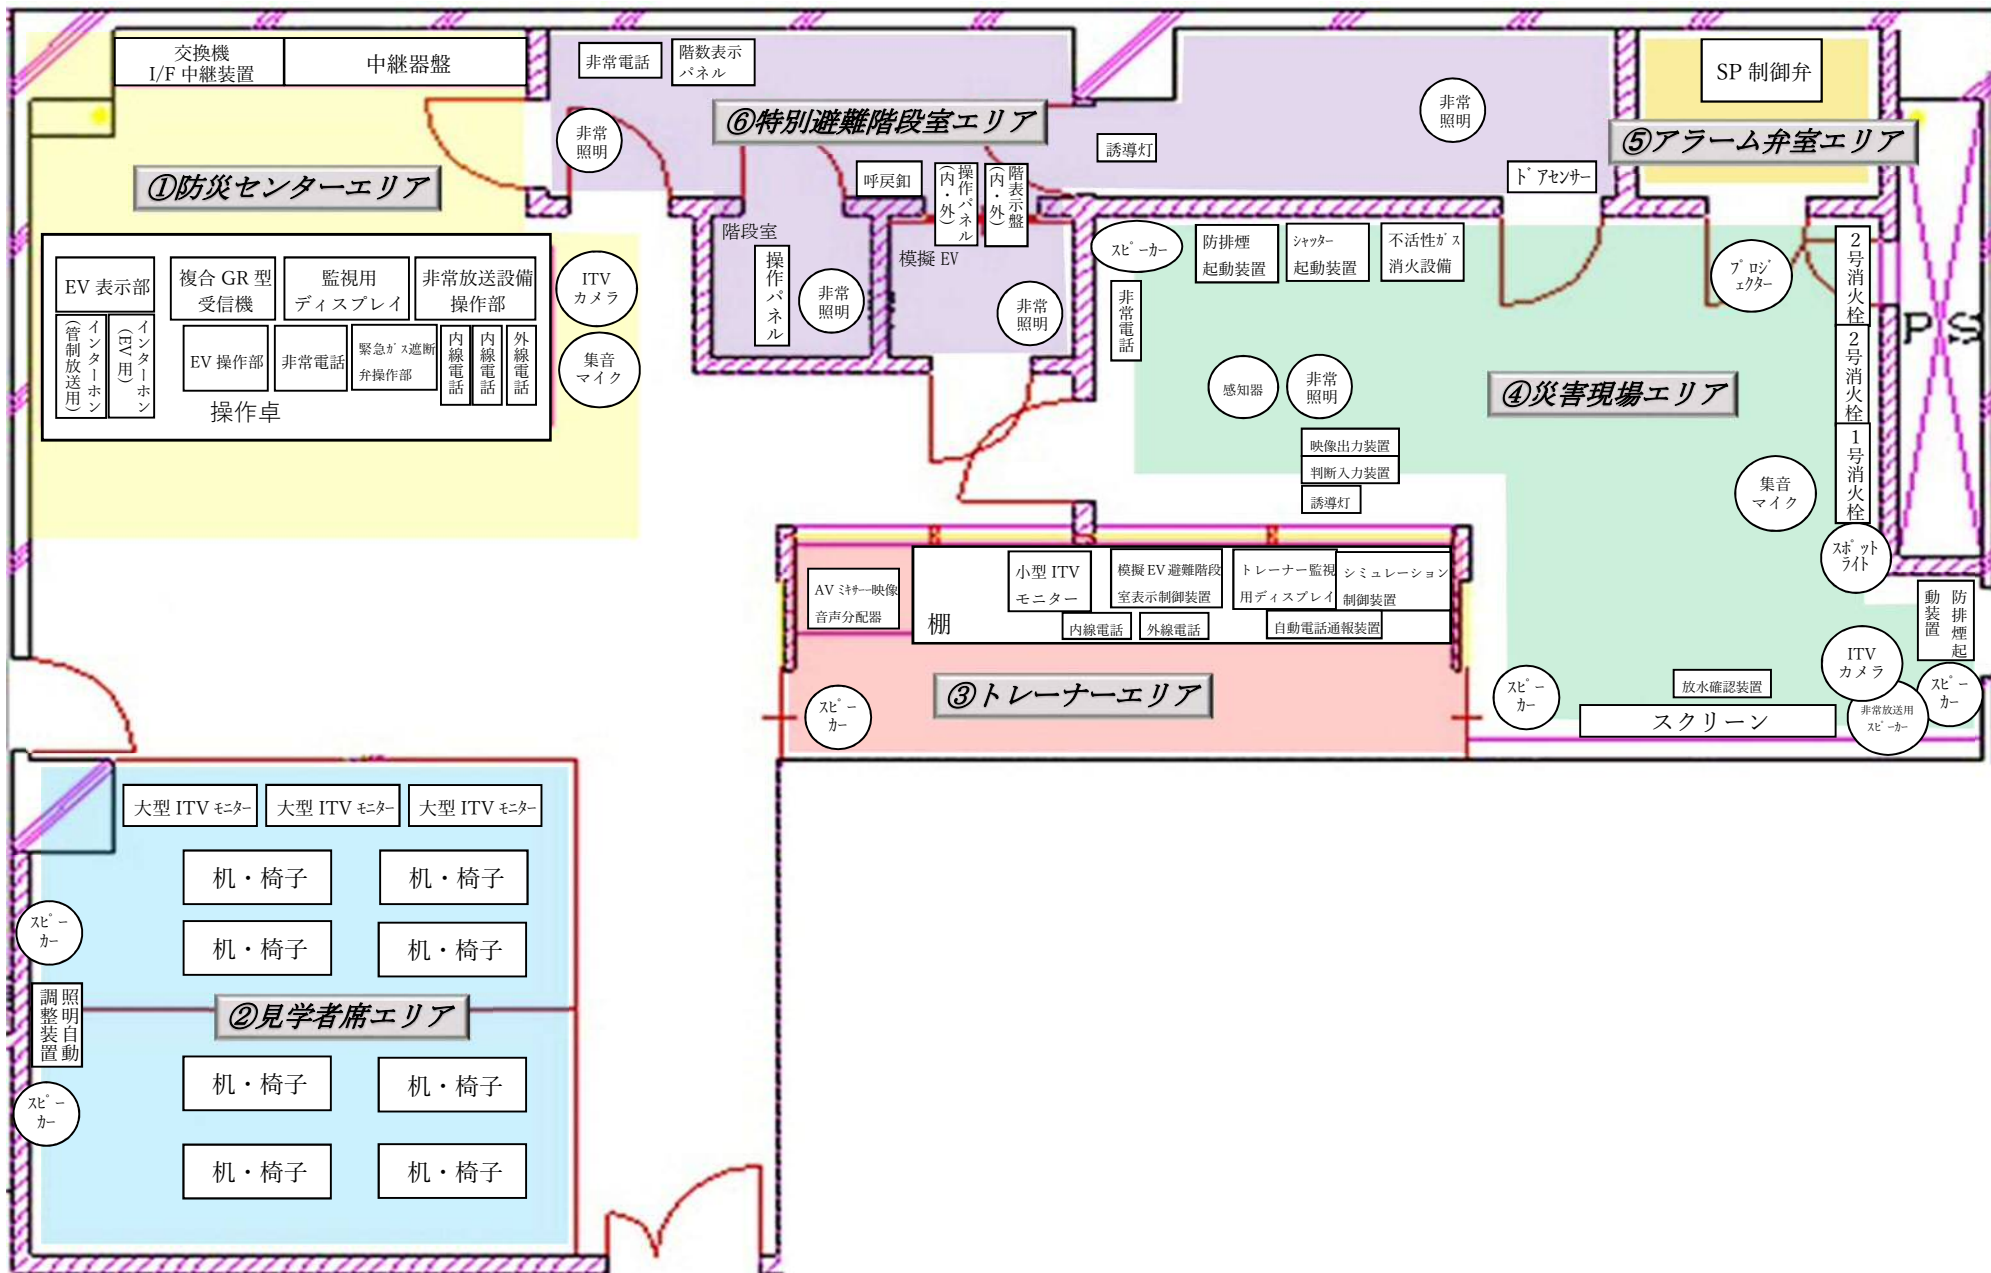 交換機
I/F 中継装置
中継器盤
①防災センターエリア
EV 表示部
複合 GR 型
受信機
監視用
ディスプレイ
非常放送設備
操作部
インターホン
(管制放送用)
インターホン
(EV 用)
EV 操作部
非常電話
緊急ガス遮断
弁操作部
内線電話
内線電話
外線電話
操作卓
ITV
カメラ
集音
マイク
非常電話
階数表示
パネル
⑥特別避難階段室エリア
非常
照明
呼戻釦
操作パネル
(内・外)
階表示盤
(内・外)
誘導灯
非常
照明
ドアセンサー
階段室
操作パネル
非常
照明
模擬 EV
非常
照明
SP 制御弁
⑤アラーム弁室エリア
PS
スピーカー
防排煙
起動装置
シャッター
起動装置
不活性ガス
消火設備
プロジ
ェクター
2号消火栓
2号消火栓
1号消火栓
非常電話
感知器
非常
照明
④災害現場エリア
映像出力装置
判断入力装置
誘導灯
集音
マイク
スポット
ライト
防排煙起
動装置
ITV
カメラ
スピー
カー
放水確認装置
スピー
カー
スクリーン
非常放送用
スピーカー
AV ミキサー映像
音声分配器
棚
小型 ITV
モニター
模擬 EV 避難階段
室表示制御装置
トレーナー監視
用ディスプレイ
シミュレーション
制御装置
内線電話
外線電話
自動電話通報装置
③トレーナーエリア
スピー
カー
大型 ITV モニター
大型 ITV モニター
大型 ITV モニター
机・椅子
机・椅子
スピー
カー
机・椅子
机・椅子
照明自動
調整装置
②見学者席エリア
机・椅子
机・椅子
スピー
カー
机・椅子
机・椅子